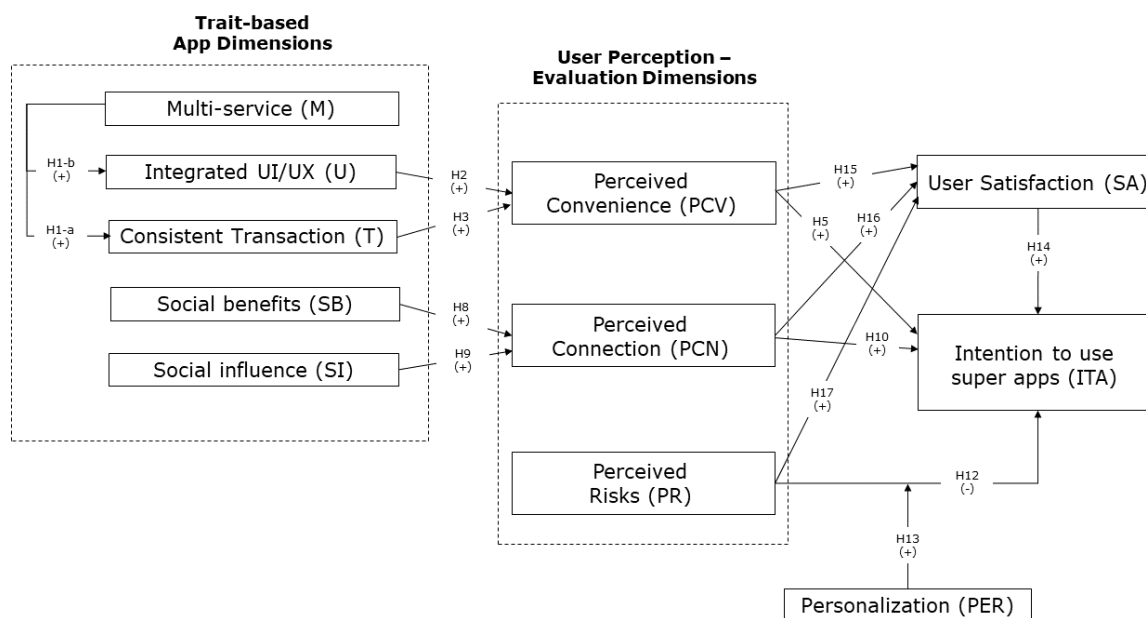 Trait-based
App Dimensions
User Perception –
Evaluation Dimensions
Multi-service (M)
H1-b
(+)
Integrated UI/UX (U)
H1-a
(+)
Consistent Transaction (T)
Social benefits (SB)
Social influence (SI)
H2
(+)
H3
(+)
H8
(+)
H9
(+)
Perceived
Convenience (PCV)
Perceived
Connection (PCN)
Perceived
Risks (PR)
H15
(+)
H16
(+)
H5
(+)
H10
(+)
H17
(+)
H12
(-)
H13
(+)
User Satisfaction (SA)
H14
(+)
Intention to use
super apps (ITA)
Personalization (PER)